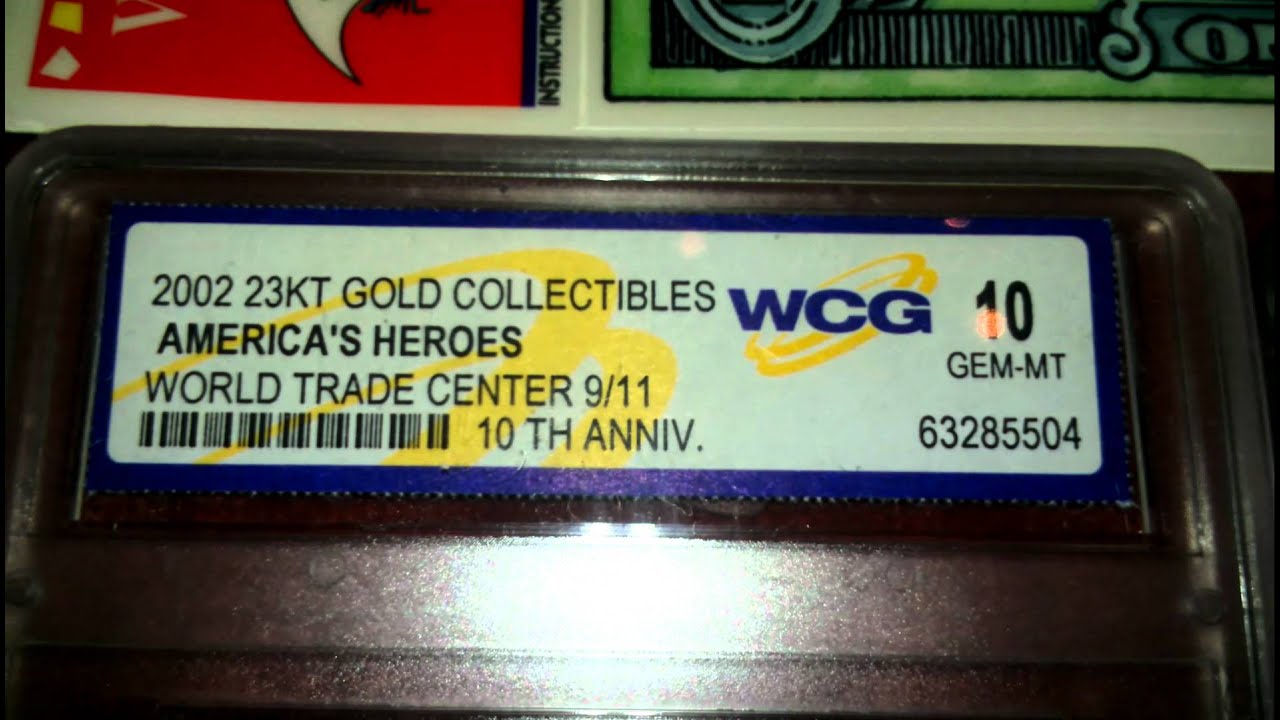 INSTRUCTION
2002 23KT GOLD COLLECTIBLES
AMERICA'S HEROES
WORLD TRADE CENTER 9/11
10 TH ANNIV.
WCG
10
GEM-MT
63285504